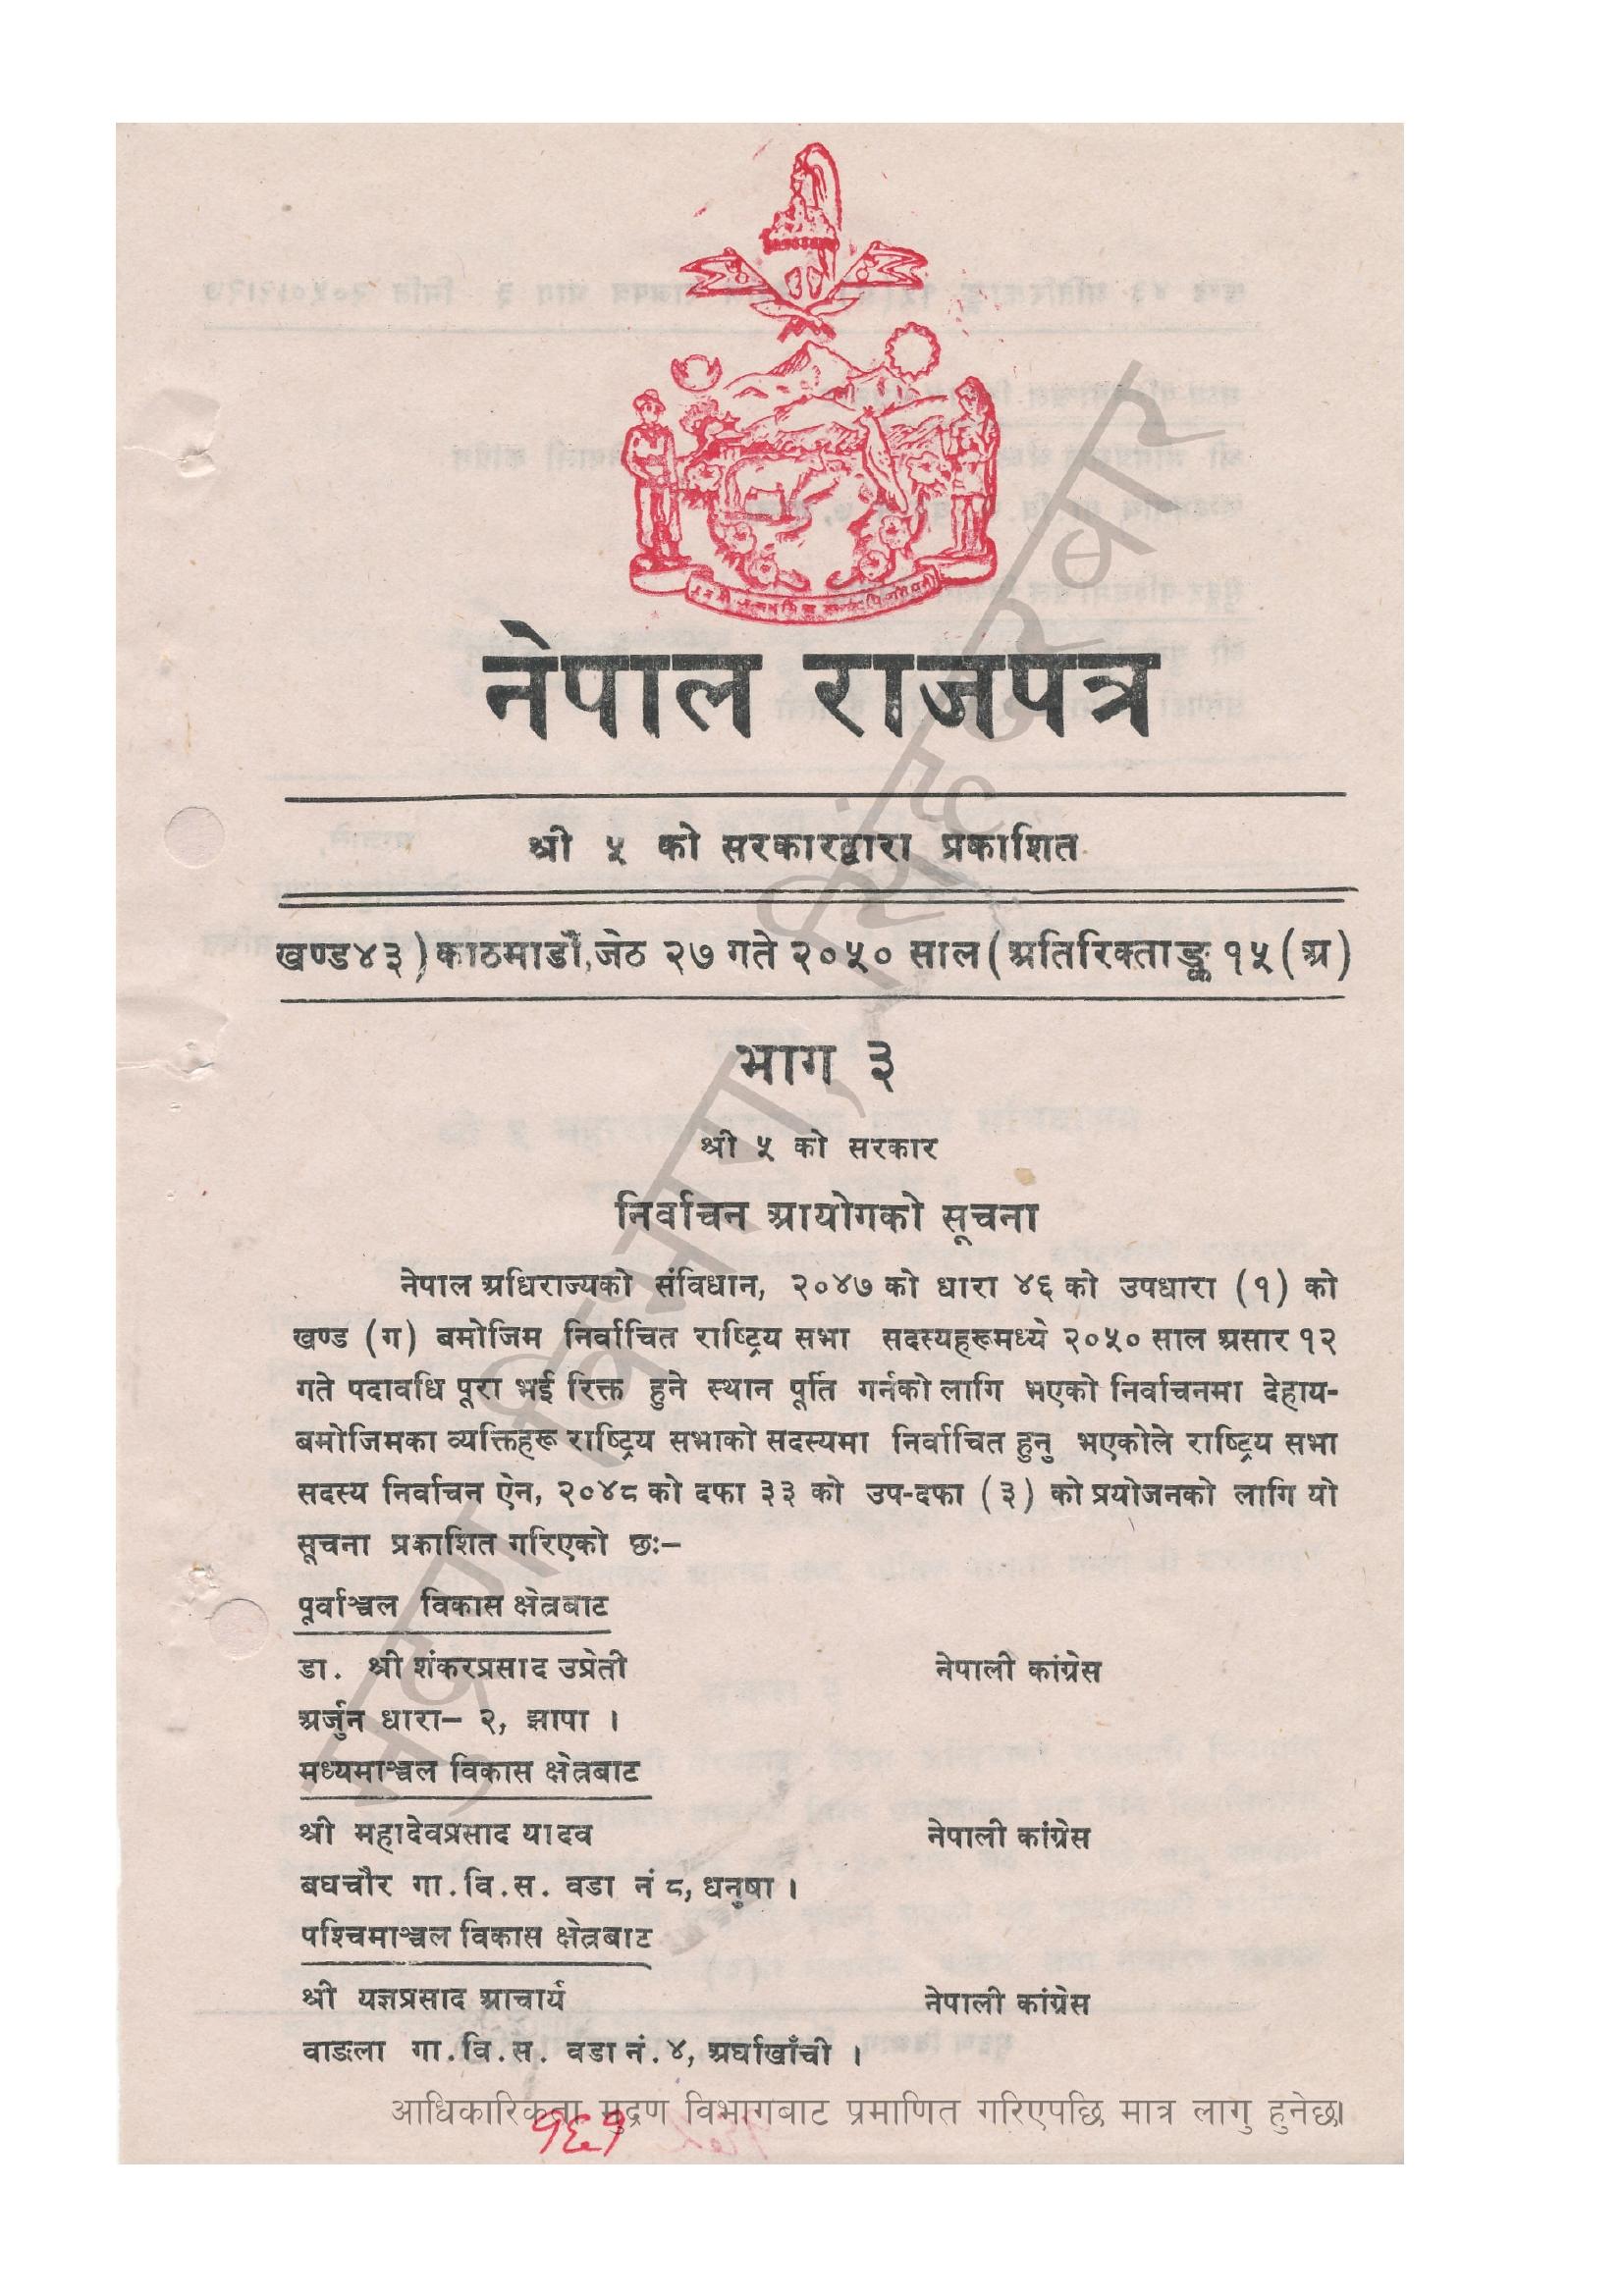 नेपाल राजपत्र
श्री ५ को सरकारद्वारा प्रकाशित
खण्ड४३) काठमाडौं,जेठ २७ गते २०५० साल (अतिरिक्ताङ्क १५ (अ)
भाग ३
श्री ५ को सरकार
निर्वाचन आयोगको सूचना
नेपाल अधिराज्यको संविधान, २०४७ को धारा ४६ को उपधारा (१) को
खण्ड (ग) बमोजिम निर्वाचित राष्ट्रिय सभा सदस्यहरूमध्ये २०५० साल असार १२
गते पदावधि पूरा भई रिक्त हुने स्थान पूर्ति गर्नको लागि भएको निर्वाचनमा देहाय-
बमोजिमका व्यक्तिहरू राष्ट्रिय सभाको सदस्यमा निर्वाचित हुनु भएकोले राष्ट्रिय सभा
सदस्य निर्वाचन ऐन, २०४८ को दफा ३३ को उप-दफा (३) को प्रयोजनको लागि यो
सूचना प्रकाशित गरिएको छः–
पूर्वाञ्चल विकास क्षेत्रबाट
डा. श्री शंकरप्रसाद उप्रेती नेपाली कांग्रेस
अर्जुन धारा– २, झापा ।
मध्यमाञ्चल विकास क्षेत्रबाट
श्री महादेवप्रसाद यादव नेपाली कांग्रेस
बघचौर गा.वि.स. वडा नं ८, धनुषा ।
पश्चिमाञ्चल विकास क्षेत्रबाट
श्री यज्ञप्रसाद आचार्य नेपाली कांग्रेस
वाङला गा.वि.स. वडा नं.४, अर्घाखाँची ।
आधिकारिकता मुद्रण विभागबाट प्रमाणित गरिएपछि मात्र लागु हुनेछ।
१६१
मुद्रण विभाग, सिंहदरबार